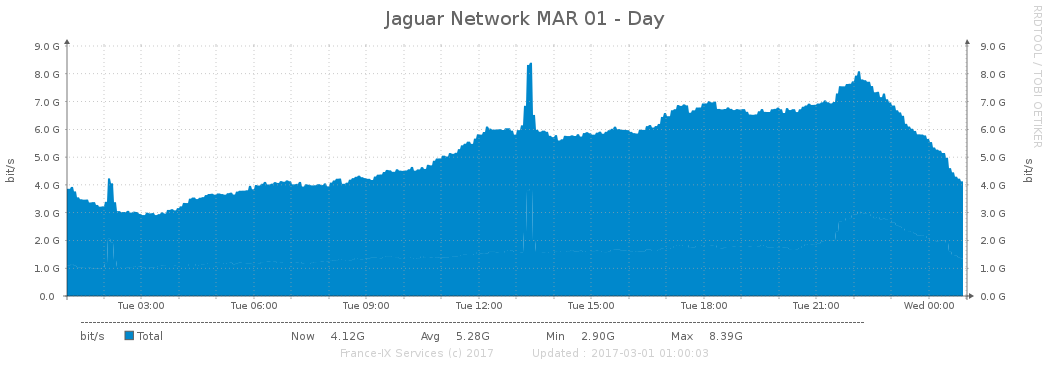 Jaguar Network MAR 01 - Day
RRDTOOL / TOBI OETIKER
bit/s
9.0 G
8.0 G
7.0 G
6.0 G
5.0 G
4.0 G
3.0 G
2.0 G
1.0 G
0.0
9.0 G
8.0 G
7.0 G
6.0 G
5.0 G
4.0 G
3.0 G
2.0 G
1.0 G
0.0 G
bit/s
Tue 03:00 Tue 06:00 Tue 09:00 Tue 12:00 Tue 15:00 Tue 18:00 Tue 21:00 Wed 00:00
bit/s Total Now 4.12G Avg 5.28G Min 2.90G Max 8.39G
France-IX Services (c) 2017 Updated : 2017-03-01 01:00:03